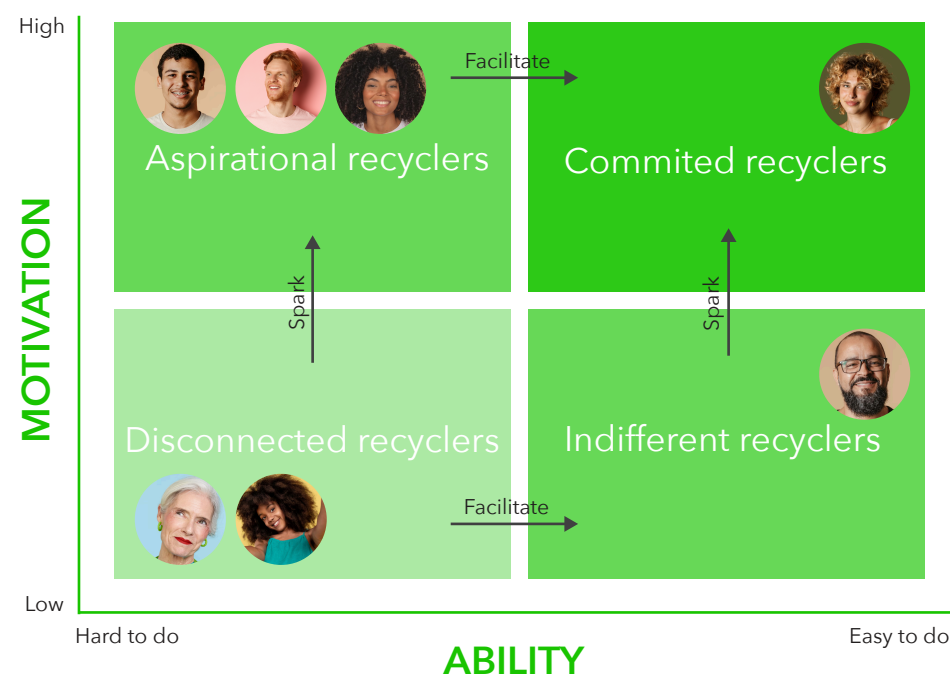 High
Facilitate
Aspirational recyclers
Commited recyclers
MOTIVATION
Spark
Spark
Disconnected recyclers
Indifferent recyclers
Facilitate
Low
Hard to do
Easy to do
ABILITY